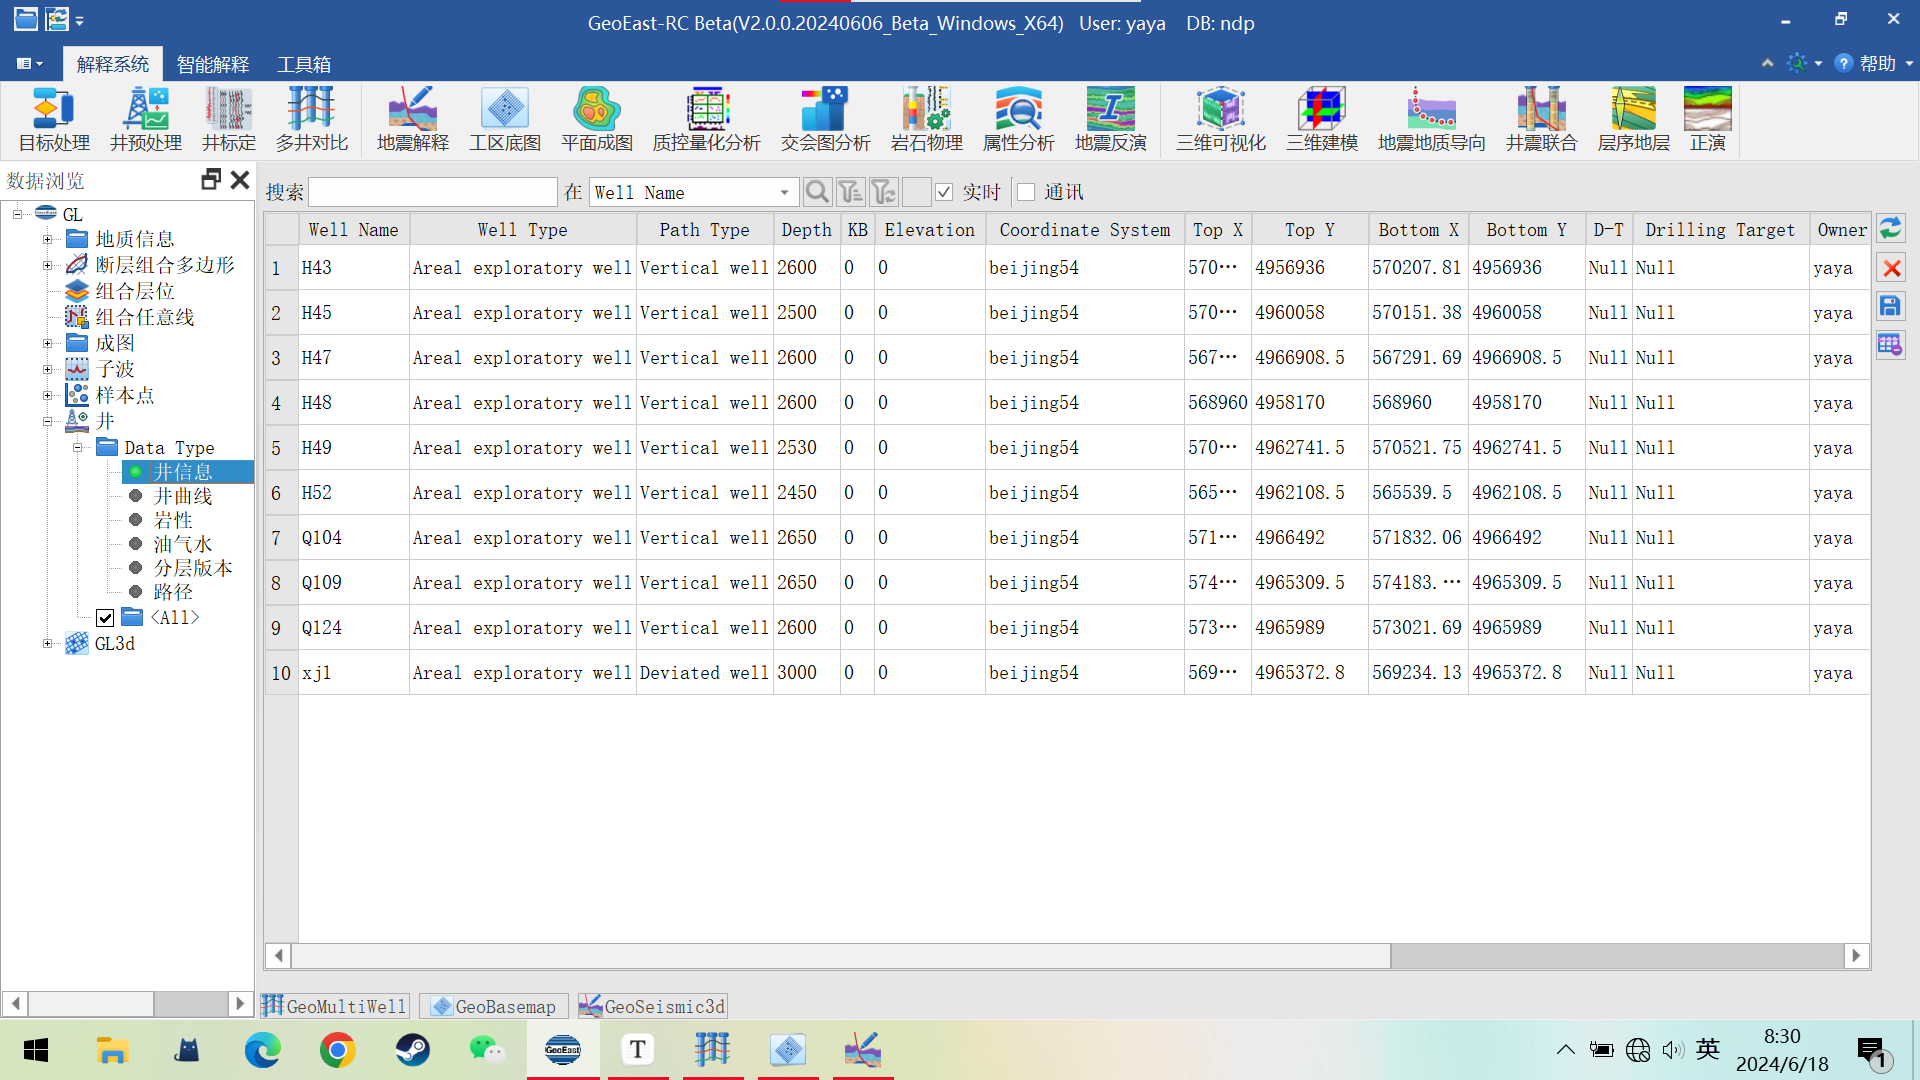 GeoEast-RC Beta(V2.0.0.20240606_Beta_Windows_X64) User: yaya DB: ndp
解释系统 智能解释 工具箱 帮助
目标处理 井预处理 井标定 多井对比 地震解释 工区底图 平面成图 质控量化分析 交会图分析 岩石物理 属性分析 地震反演 三维可视化 三维建模 地震地质导向 井震联合 层序地层 正演
数据浏览
GL
地质信息
断层组合多边形
组合层位
组合任意线
成图
子波
样本点
井
Data Type
井信息
井曲线
岩性
油气水
分层版本
路径
<All>
GL3d
搜索 在 Well Name 实时 通讯
Well Name Well Type Path Type Depth KB Elevation Coordinate System Top X Top Y Bottom X Bottom Y D-T Drilling Target Owner
1 H43 Areal exploratory well Vertical well 2600 0 0 beijing54 570… 4956936 570207.81 4956936 Null Null yaya
2 H45 Areal exploratory well Vertical well 2500 0 0 beijing54 570… 4960058 570151.38 4960058 Null Null yaya
3 H47 Areal exploratory well Vertical well 2600 0 0 beijing54 567… 4966908.5 567291.69 4966908.5 Null Null yaya
4 H48 Areal exploratory well Vertical well 2600 0 0 beijing54 568960 4958170 568960 4958170 Null Null yaya
5 H49 Areal exploratory well Vertical well 2530 0 0 beijing54 570… 4962741.5 570521.75 4962741.5 Null Null yaya
6 H52 Areal exploratory well Vertical well 2450 0 0 beijing54 565… 4962108.5 565539.5 4962108.5 Null Null yaya
7 Q104 Areal exploratory well Vertical well 2650 0 0 beijing54 571… 4966492 571832.06 4966492 Null Null yaya
8 Q109 Areal exploratory well Vertical well 2650 0 0 beijing54 574… 4965309.5 574183.… 4965309.5 Null Null yaya
9 Q124 Areal exploratory well Vertical well 2600 0 0 beijing54 573… 4965989 573021.69 4965989 Null Null yaya
10 xj1 Areal exploratory well Deviated well 3000 0 0 beijing54 569… 4965372.8 569234.13 4965372.8 Null Null yaya
GeoMultiWell GeoBasemap GeoSeismic3d
GeoEast T 英 8:30
2024/6/18 1